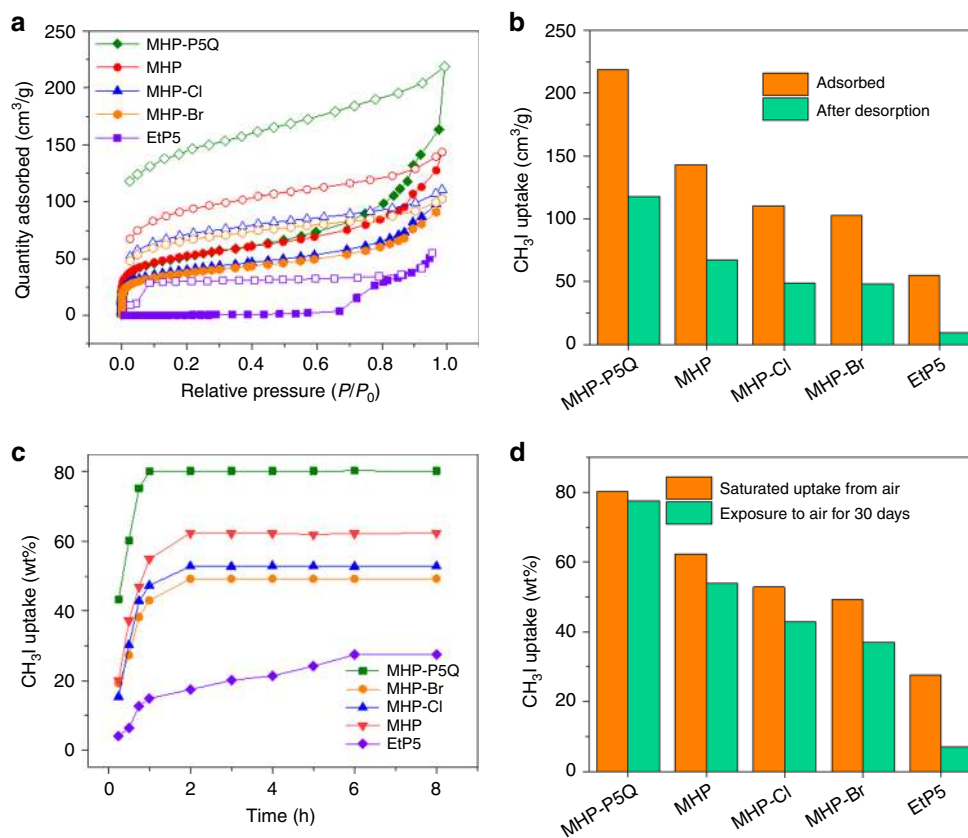 a
250
200
150
100
50
0
Quantity adsorbed (cm³/g)
MHP-P5Q
MHP
MHP-Cl
MHP-Br
EtP5
0.0 0.2 0.4 0.6 0.8 1.0
Relative pressure (P/P₀)
b
250
200
150
100
50
0
CH₃I uptake (cm³/g)
Adsorbed
After desorption
MHP-P5Q MHP MHP-Cl MHP-Br EtP5
c
80
60
40
20
0
CH₃I uptake (wt%)
MHP-P5Q
MHP-Br
MHP-Cl
MHP
EtP5
0 2 4 6 8
Time (h)
d
80
60
40
20
0
CH₃I uptake (wt%)
Saturated uptake from air
Exposure to air for 30 days
MHP-P5Q MHP MHP-Cl MHP-Br EtP5